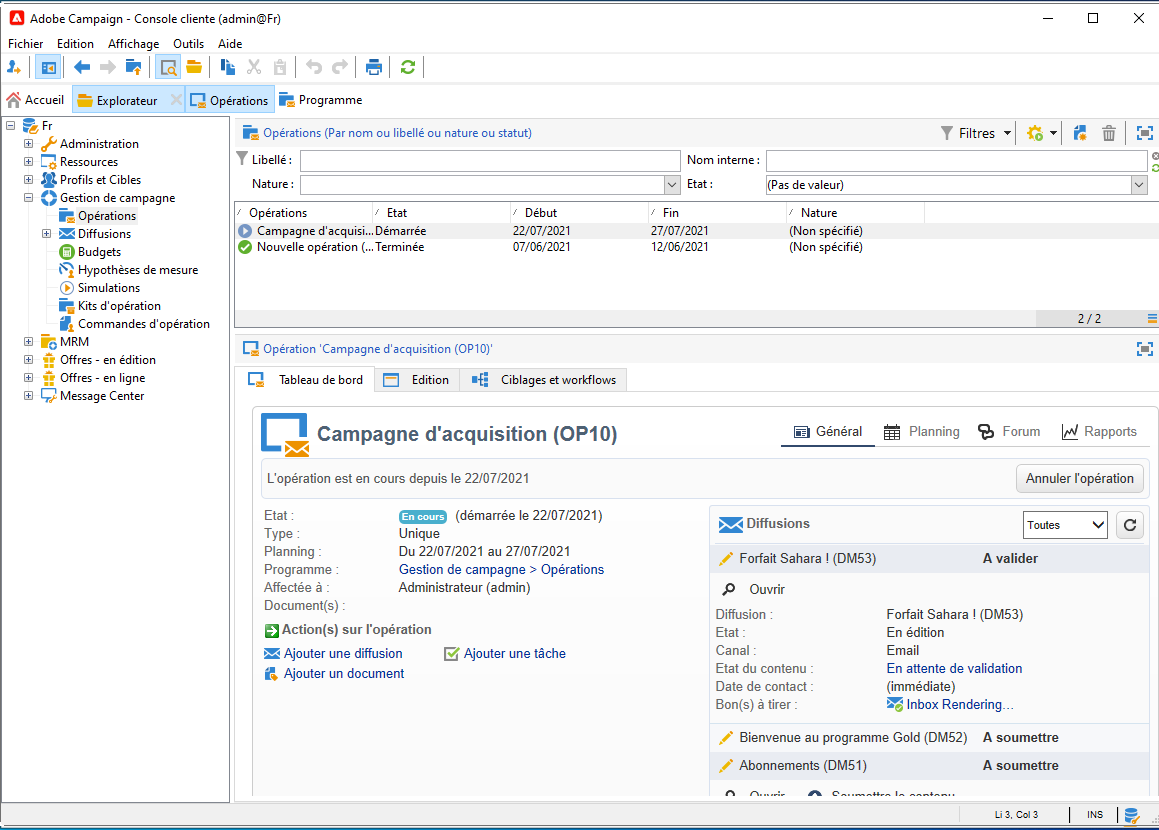 Adobe Campaign - Console cliente (admin@Fr)
Fichier Edition Affichage Outils Aide
Accueil Explorateur Opérations Programme
Fr
Administration
Ressources
Profils et Cibles
Gestion de campagne
Opérations
Diffusions
Budgets
Hypothèses de mesure
Simulations
Kits d'opération
Commandes d'opération
MRM
Offres - en édition
Offres - en ligne
Message Center
Opérations (Par nom ou libellé ou nature ou statut) Filtres
Libellé : Nom interne :
Nature : Etat : (Pas de valeur)
Opérations Etat Début Fin Nature
Campagne d'acquisi... Démarrée 22/07/2021 27/07/2021 (Non spécifié)
Nouvelle opération (... Terminée 07/06/2021 12/06/2021 (Non spécifié)
2 / 2
Opération 'Campagne d'acquisition (OP10)'
Tableau de bord Edition Ciblages et workflows
Campagne d'acquisition (OP10) Général Planning Forum Rapports
L'opération est en cours depuis le 22/07/2021 Annuler l'opération
Etat : En cours (démarrée le 22/07/2021)
Type : Unique
Planning : Du 22/07/2021 au 27/07/2021
Programme : Gestion de campagne > Opérations
Affectée à : Administrateur (admin)
Document(s) :
Action(s) sur l'opération
Ajouter une diffusion Ajouter une tâche
Ajouter un document
Diffusions Toutes
Forfait Sahara ! (DM53) A valider
Ouvrir
Diffusion : Forfait Sahara ! (DM53)
Etat : En édition
Canal : Email
Etat du contenu : En attente de validation
Date de contact : (immédiate)
Bon(s) à tirer : Inbox Rendering...
Bienvenue au programme Gold (DM52) A soumettre
Abonnements (DM51) A soumettre
Ouvrir Soumettre le contenu
Li 3, Col 3 INS